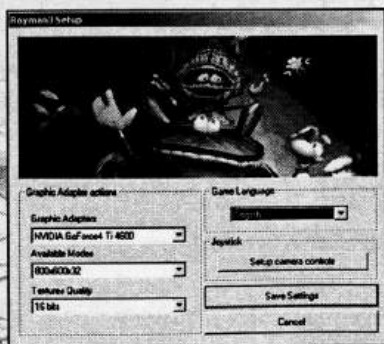 Rayman3 Setup
Graphic Adapter options
Graphic Adapters
NVIDIA GeForce4 Ti 4600
Available Modes
800x600x32
Textures Quality
16 bits
Game Language
English
Joystick
Setup camera controls
Save Settings
Cancel